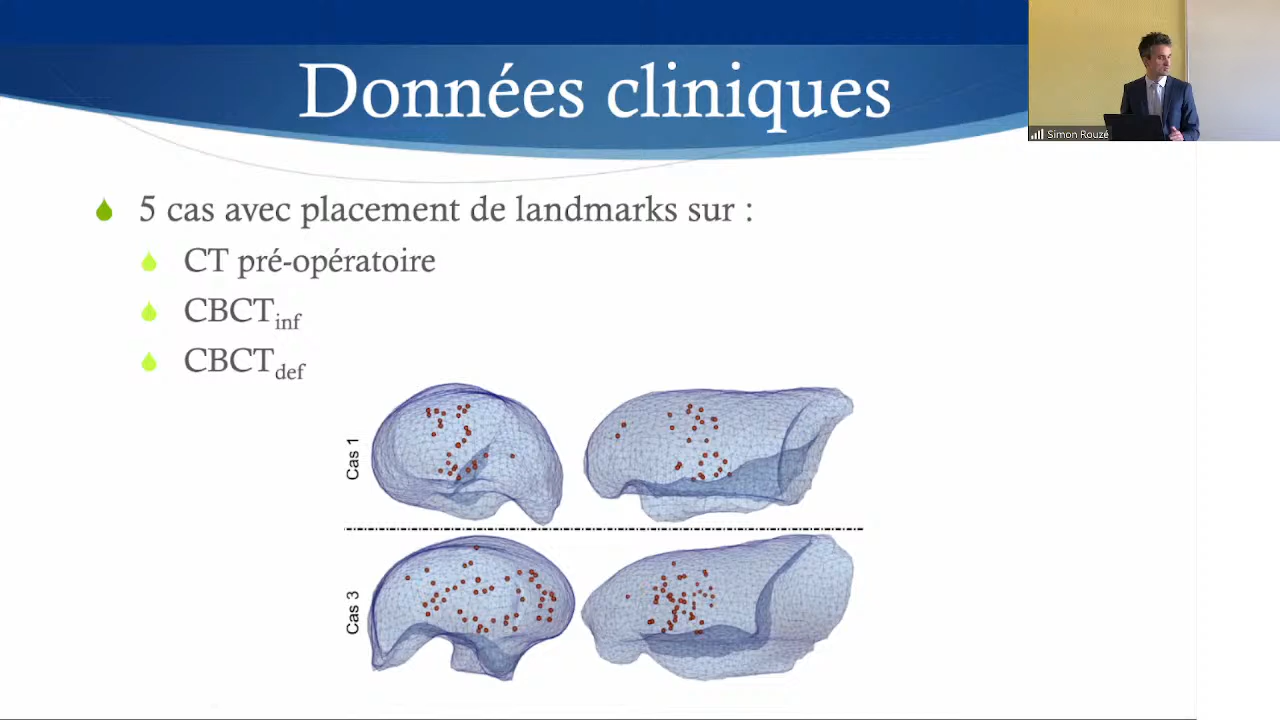 Données cliniques
Simon Rouzé
5 cas avec placement de landmarks sur :
CT pré-opératoire
CBCTinf
CBCTdef
Cas 1
Cas 3